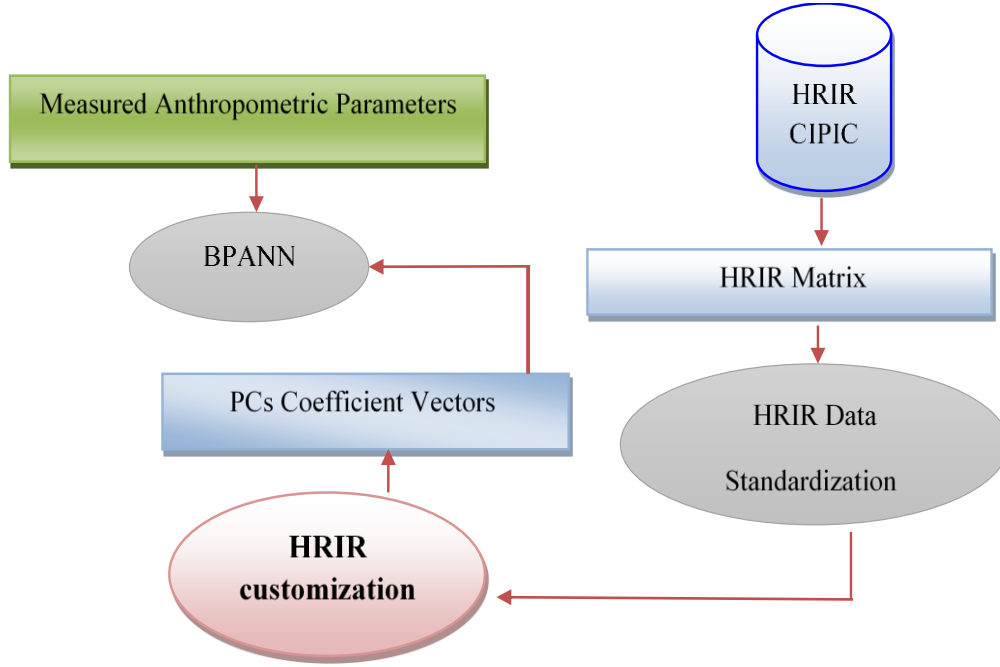 Measured Anthropometric Parameters
HRIR
CIPIC
BPANN
HRIR Matrix
PCs Coefficient Vectors
HRIR Data
Standardization
HRIR
customization